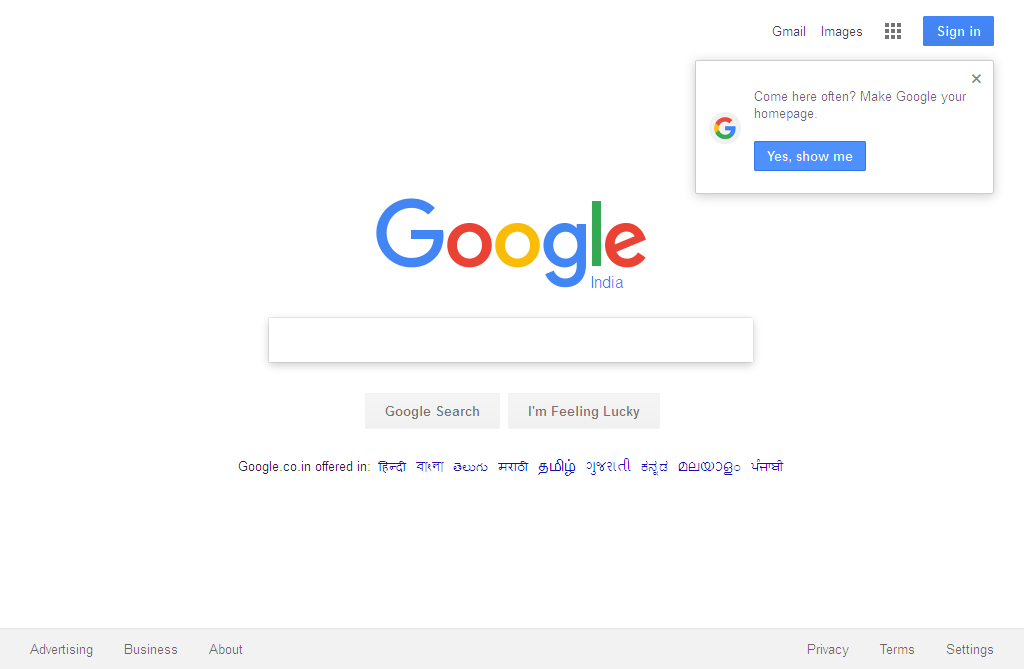 Gmail Images Sign in
Come here often? Make Google your
homepage.
Yes, show me
Google
India
Google Search I'm Feeling Lucky
Google.co.in offered in: हिन्दी বাংলা తెలుగు मराठी தமிழ் ગુજરાતી ಕನ್ನಡ മലയാളം ਪੰਜਾਬੀ
Advertising Business About Privacy Terms Settings